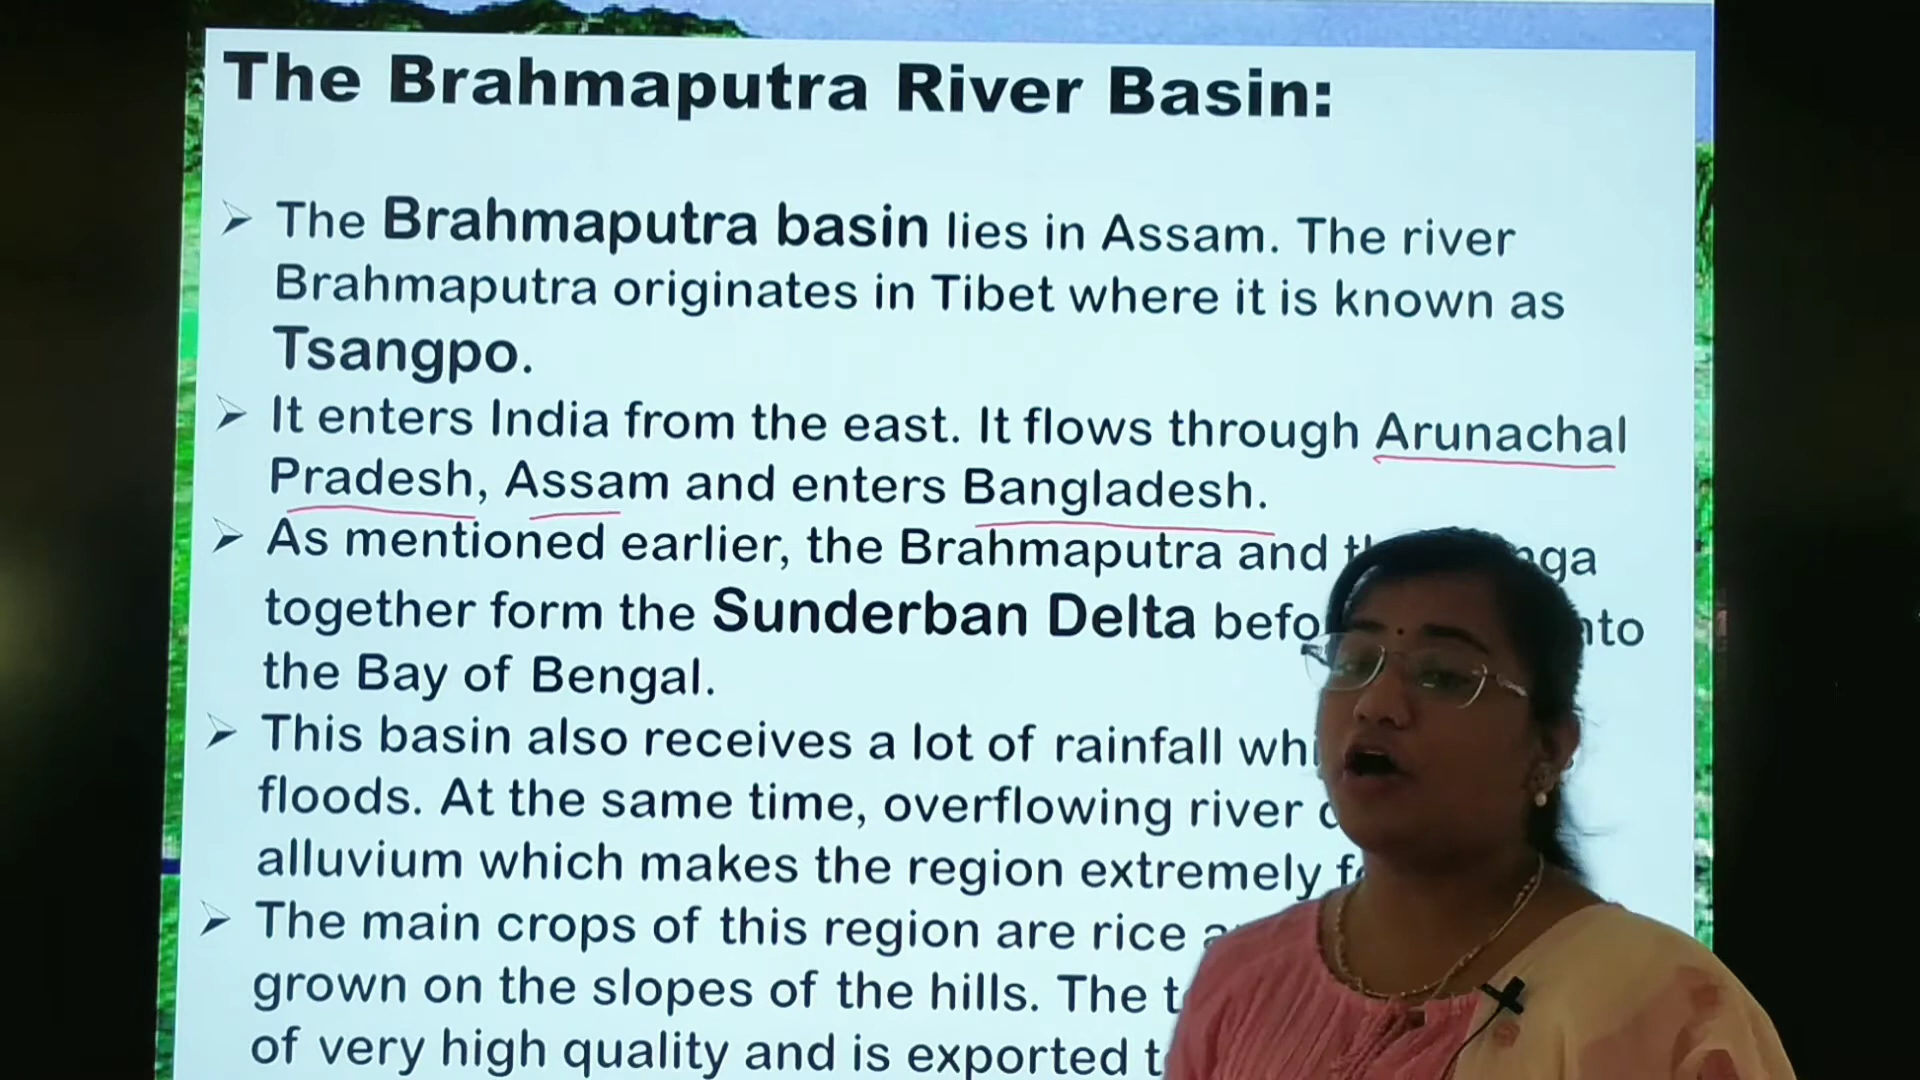 The Brahmaputra River Basin:
➢ The Brahmaputra basin lies in Assam. The river
Brahmaputra originates in Tibet where it is known as
Tsangpo.
➢ It enters India from the east. It flows through Arunachal
Pradesh, Assam and enters Bangladesh.
➢ As mentioned earlier, the Brahmaputra and
together form the Sunderban Delta
the Bay of Bengal.
➢ This basin also receives a lot of rainfall
floods. At the same time, overflowing river
alluvium which makes the region extremely
➢ The main crops of this region are rice
grown on the slopes of the hills. The
of very high quality and is exported